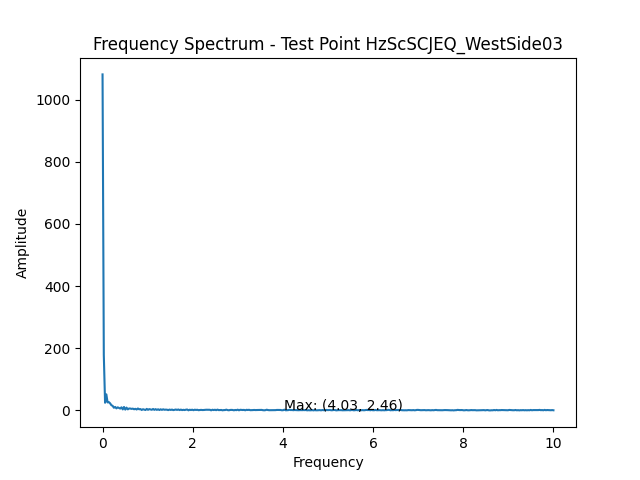 Frequency Spectrum - Test Point HzScSCJEQ_WestSide03
1000
800
600
400
200
0
Amplitude
Max: (4.03, 2.46)
0 2 4 6 8 10
Frequency